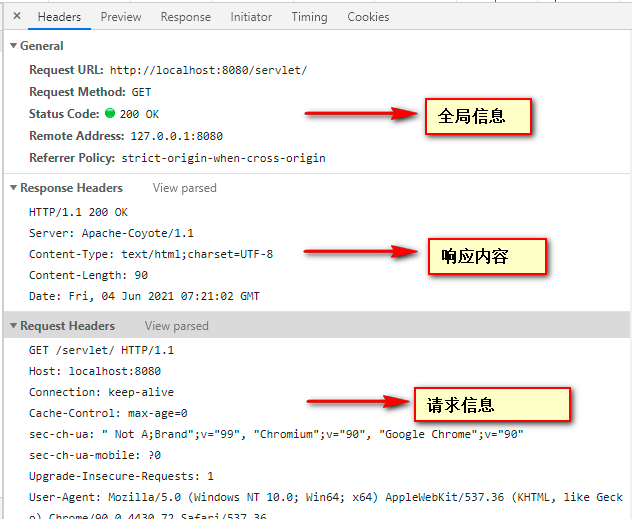 × Headers Preview Response Initiator Timing Cookies
▼ General
Request URL: http://localhost:8080/servlet/
Request Method: GET
Status Code: 200 OK
Remote Address: 127.0.0.1:8080
Referrer Policy: strict-origin-when-cross-origin
全局信息
▼ Response Headers View parsed
HTTP/1.1 200 OK
Server: Apache-Coyote/1.1
Content-Type: text/html;charset=UTF-8
Content-Length: 90
Date: Fri, 04 Jun 2021 07:21:02 GMT
响应内容
▼ Request Headers View parsed
GET /servlet/ HTTP/1.1
Host: localhost:8080
Connection: keep-alive
Cache-Control: max-age=0
sec-ch-ua: " Not A;Brand";v="99", "Chromium";v="90", "Google Chrome";v="90"
sec-ch-ua-mobile: ?0
Upgrade-Insecure-Requests: 1
User-Agent: Mozilla/5.0 (Windows NT 10.0; Win64; x64) AppleWebKit/537.36 (KHTML, like Geck
o) Chrome/90.0.4430.72 Safari/537.36
请求信息